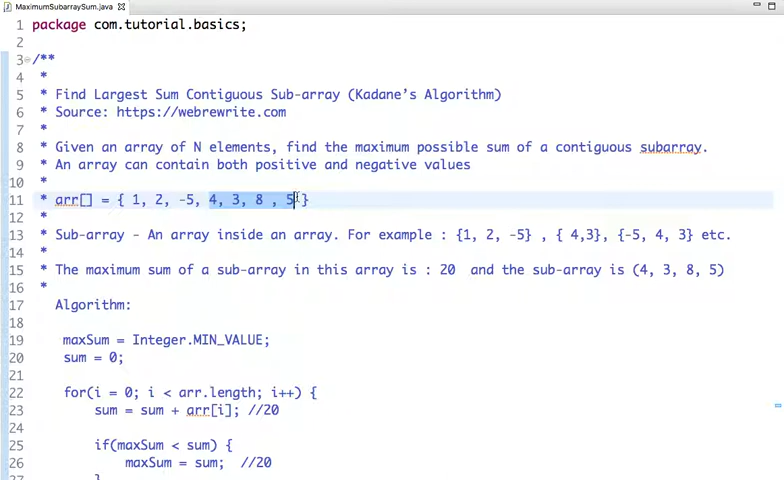 MaximumSubarraySum.java
1 package com.tutorial.basics;
2
3 /**
4 *
5 * Find Largest Sum Contiguous Sub-array (Kadane’s Algorithm)
6 * Source: https://webrewrite.com
7 *
8 * Given an array of N elements, find the maximum possible sum of a contiguous subarray.
9 * An array can contain both positive and negative values
10 *
11 * arr[] = { 1, 2, -5, 4, 3, 8 , 5 }
12 *
13 * Sub-array - An array inside an array. For example : {1, 2, -5} , { 4,3}, {-5, 4, 3} etc.
14 *
15 * The maximum sum of a sub-array in this array is : 20 and the sub-array is (4, 3, 8, 5)
16 *
17 Algorithm:
18
19 maxSum = Integer.MIN_VALUE;
20 sum = 0;
21
22 for(i = 0; i < arr.length; i++) {
23 sum = sum + arr[i]; //20
24
25 if(maxSum < sum) {
26 maxSum = sum; //20
27 }